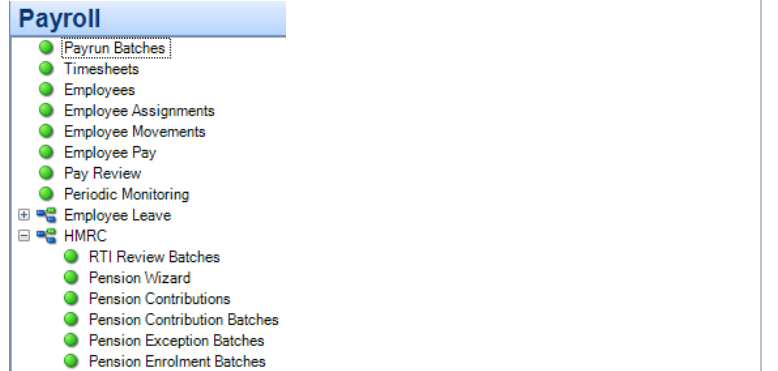 Payroll
Payrun Batches
Timesheets
Employees
Employee Assignments
Employee Movements
Employee Pay
Pay Review
Periodic Monitoring
Employee Leave
HMRC
RTI Review Batches
Pension Wizard
Pension Contributions
Pension Contribution Batches
Pension Exception Batches
Pension Enrolment Batches